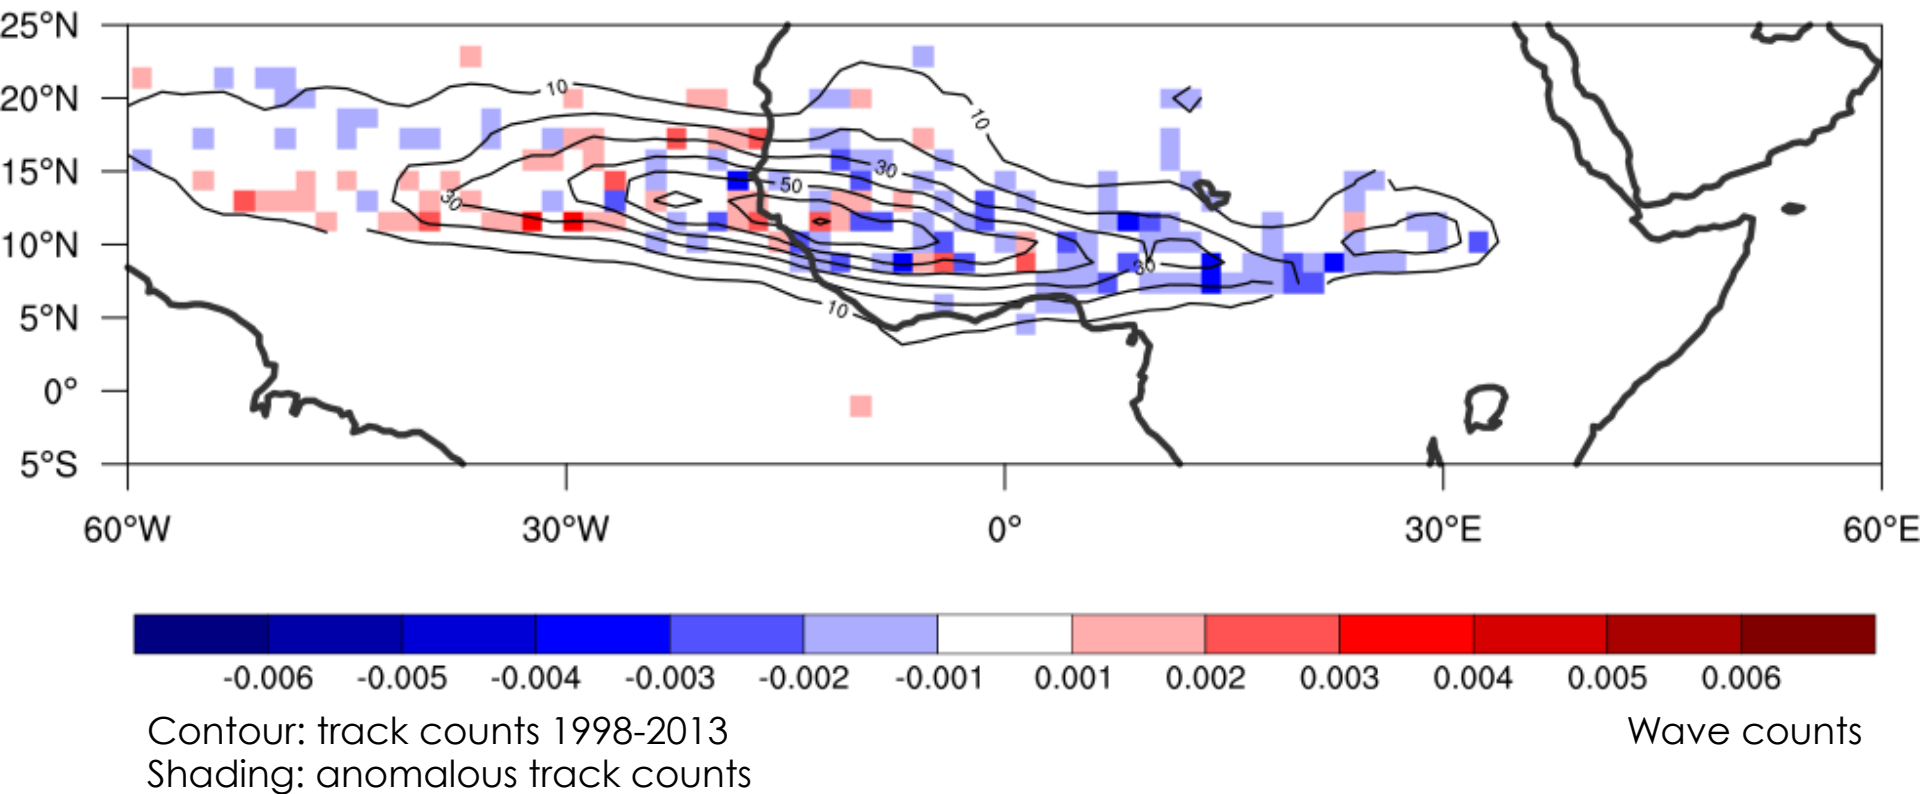 25°N
20°N
15°N
10°N
5°N
0°
5°S
10
10
30
50
30
30
10
60°W 30°W 0° 30°E 60°E
-0.006 -0.005 -0.004 -0.003 -0.002 -0.001 0.001 0.002 0.003 0.004 0.005 0.006
Contour: track counts 1998-2013 Wave counts
Shading: anomalous track counts